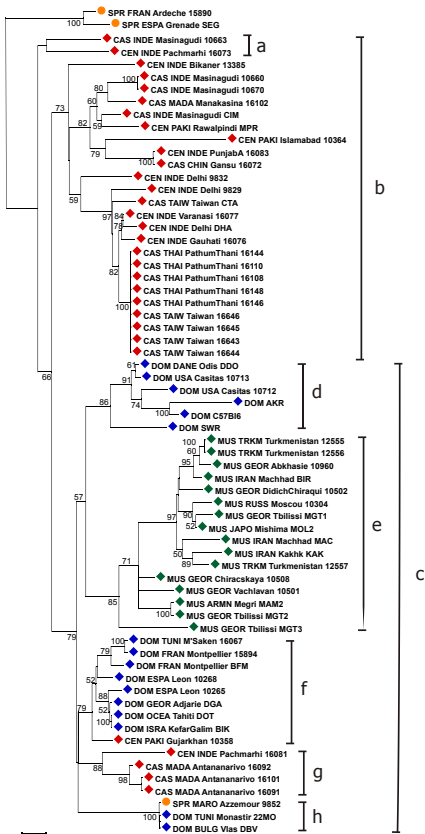 SPR FRAN Ardeche 15890
100
SPR ESPA Grenade SEG
CAS INDE Masinagudi 10663
a
CEN INDE Pachmarhi 16073
CEN INDE Bikaner 13385
100
CAS INDE Masinagudi 10660
80
CAS INDE Masinagudi 10670
73
60
CAS MADA Manakasina 16102
CAS INDE Masinagudi CIM
82
59
CEN PAKI Rawalpindi MPR
CEN PAKI Islamabad 10364
79
CEN INDE PunjabA 16083
100
CAS CHIN Gansu 16072
CEN INDE Delhi 9832
b
59
CEN INDE Delhi 9829
CAS TAIW Taiwan CTA
97
84
CEN INDE Varanasi 16077
78
CEN INDE Delhi DHA
CEN INDE Gauhati 16076
CAS THAI PathumThani 16144
82
CAS THAI PathumThani 16110
CAS THAI PathumThani 16108
CAS THAI PathumThani 16148
100
CAS THAI PathumThani 16146
CAS TAIW Taiwan 16646
CAS TAIW Taiwan 16645
CAS TAIW Taiwan 16643
CAS TAIW Taiwan 16644
61
DOM DANE Odis DDO
66
91
DOM USA Casitas 10713
DOM USA Casitas 10712
d
86
74
DOM AKR
100
DOM C57Bl6
DOM SWR
100
MUS TRKM Turkmenistan 12555
60
MUS TRKM Turkmenistan 12556
95
MUS GEOR Abkhasie 10960
MUS IRAN Machhad BIR
MUS GEOR DidichChiraqui 10502
57
MUS RUSS Moscou 10304
97
90
MUS GEOR Tbilissi MGT1
e
52
MUS JAPO Mishima MOL2
MUS IRAN Machhad MAC
50
MUS IRAN Kakhk KAK
71
89
MUS TRKM Turkmenistan 12557
c
MUS GEOR Chiracskaya 10508
MUS GEOR Vachlavan 10501
85
MUS ARMN Megri MAM2
100
MUS GEOR Tbilissi MGT2
MUS GEOR Tbilissi MGT3
79
100
DOM TUNI M'Saken 16067
DOM FRAN Montpellier 15894
DOM FRAN Montpellier BFM
52
DOM ESPA Leon 10268
DOM ESPA Leon 10265
f
88
DOM GEOR Adjarie DGA
79
52
DOM OCEA Tahiti DOT
100
DOM ISRA KefarGalim BIK
CEN PAKI Gujarkhan 10358
CEN INDE Pachmarhi 16081
88
CAS MADA Antananarivo 16092
g
98
CAS MADA Antananarivo 16101
CAS MADA Antananarivo 16091
SPR MARO Azzemour 9852
100
DOM TUNI Monastir 22MO
h
DOM BULG Vlas DBV